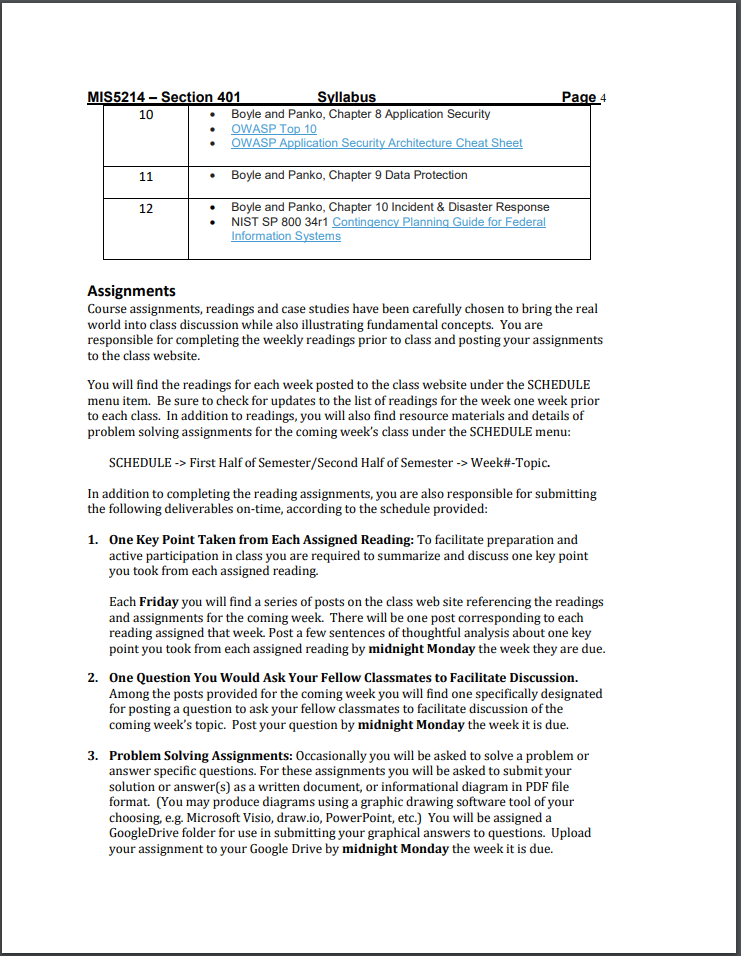 MIS5214 – Section 401 Syllabus Page 4
10
• Boyle and Panko, Chapter 8 Application Security
• OWASP Top 10
• OWASP Application Security Architecture Cheat Sheet
11
• Boyle and Panko, Chapter 9 Data Protection
12
• Boyle and Panko, Chapter 10 Incident & Disaster Response
• NIST SP 800 34r1 Contingency Planning Guide for Federal
Information Systems
Assignments
Course assignments, readings and case studies have been carefully chosen to bring the real
world into class discussion while also illustrating fundamental concepts. You are
responsible for completing the weekly readings prior to class and posting your assignments
to the class website.
You will find the readings for each week posted to the class website under the SCHEDULE
menu item. Be sure to check for updates to the list of readings for the week one week prior
to each class. In addition to readings, you will also find resource materials and details of
problem solving assignments for the coming week's class under the SCHEDULE menu:
SCHEDULE -> First Half of Semester/Second Half of Semester -> Week#-Topic.
In addition to completing the reading assignments, you are also responsible for submitting
the following deliverables on-time, according to the schedule provided:
1. One Key Point Taken from Each Assigned Reading: To facilitate preparation and
active participation in class you are required to summarize and discuss one key point
you took from each assigned reading.
Each Friday you will find a series of posts on the class web site referencing the readings
and assignments for the coming week. There will be one post corresponding to each
reading assigned that week. Post a few sentences of thoughtful analysis about one key
point you took from each assigned reading by midnight Monday the week they are due.
2. One Question You Would Ask Your Fellow Classmates to Facilitate Discussion.
Among the posts provided for the coming week you will find one specifically designated
for posting a question to ask your fellow classmates to facilitate discussion of the
coming week's topic. Post your question by midnight Monday the week it is due.
3. Problem Solving Assignments: Occasionally you will be asked to solve a problem or
answer specific questions. For these assignments you will be asked to submit your
solution or answer(s) as a written document, or informational diagram in PDF file
format. (You may produce diagrams using a graphic drawing software tool of your
choosing, e.g. Microsoft Visio, draw.io, PowerPoint, etc.) You will be assigned a
GoogleDrive folder for use in submitting your graphical answers to questions. Upload
your assignment to your Google Drive by midnight Monday the week it is due.